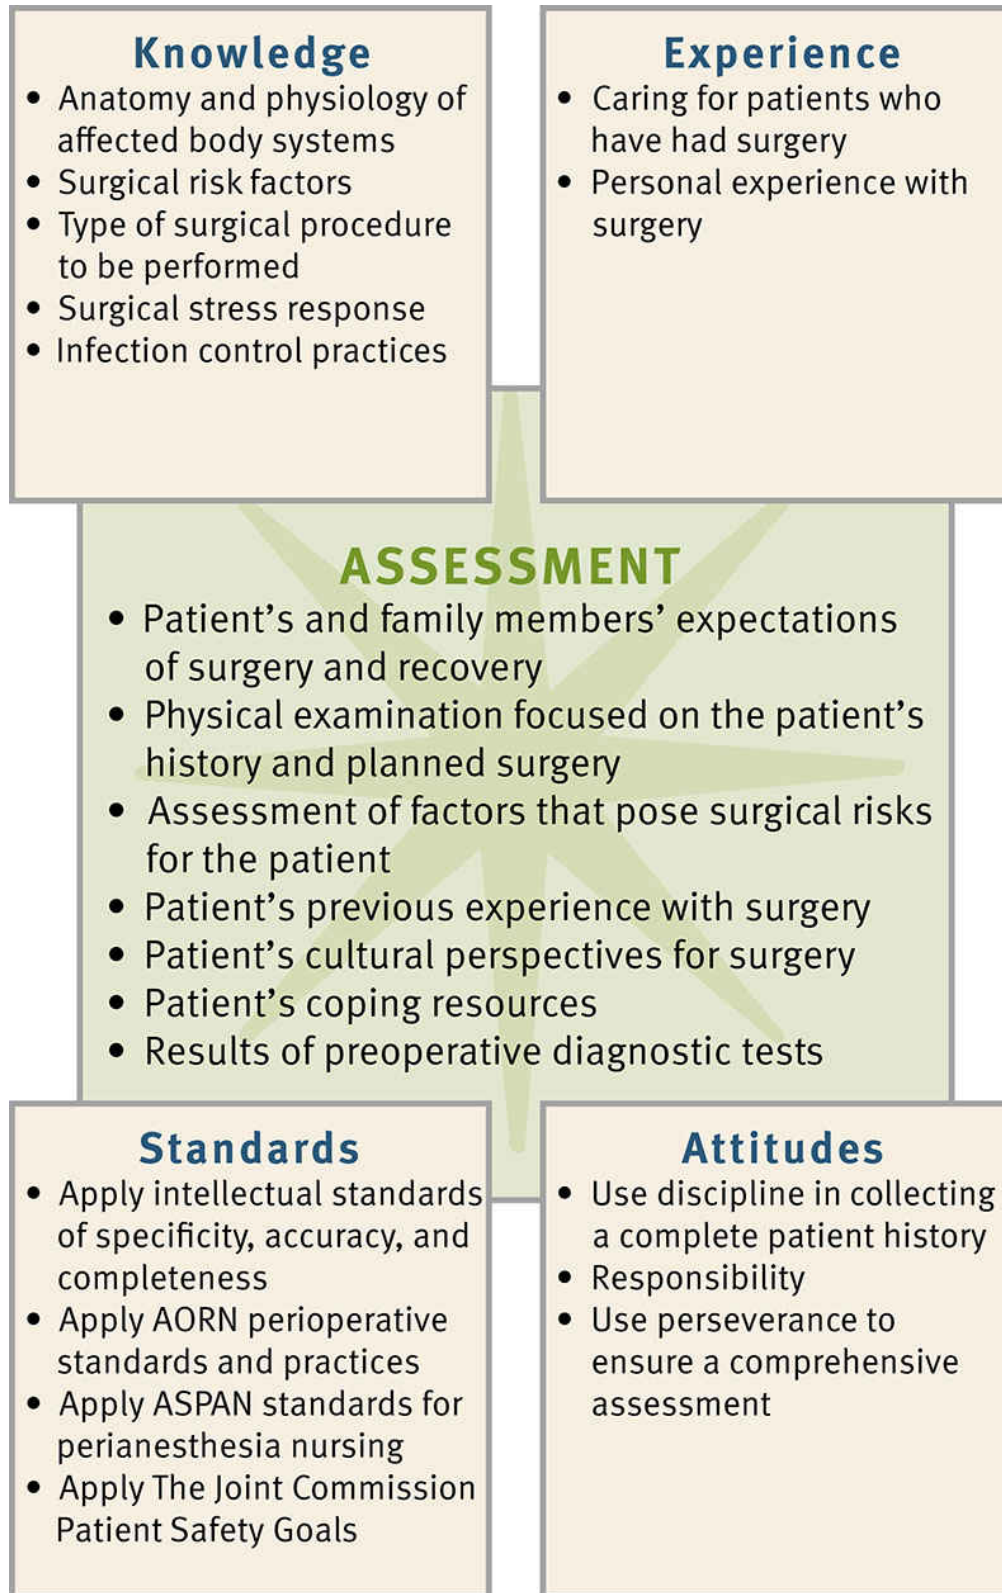 Knowledge
• Anatomy and physiology of
affected body systems
• Surgical risk factors
• Type of surgical procedure
to be performed
• Surgical stress response
• Infection control practices
Experience
• Caring for patients who
have had surgery
• Personal experience with
surgery
ASSESSMENT
• Patient’s and family members’ expectations
of surgery and recovery
• Physical examination focused on the patient’s
history and planned surgery
• Assessment of factors that pose surgical risks
for the patient
• Patient’s previous experience with surgery
• Patient’s cultural perspectives for surgery
• Patient’s coping resources
• Results of preoperative diagnostic tests
Standards
• Apply intellectual standards
of specificity, accuracy, and
completeness
• Apply AORN perioperative
standards and practices
• Apply ASPAN standards for
perianesthesia nursing
• Apply The Joint Commission
Patient Safety Goals
Attitudes
• Use discipline in collecting
a complete patient history
• Responsibility
• Use perseverance to
ensure a comprehensive
assessment